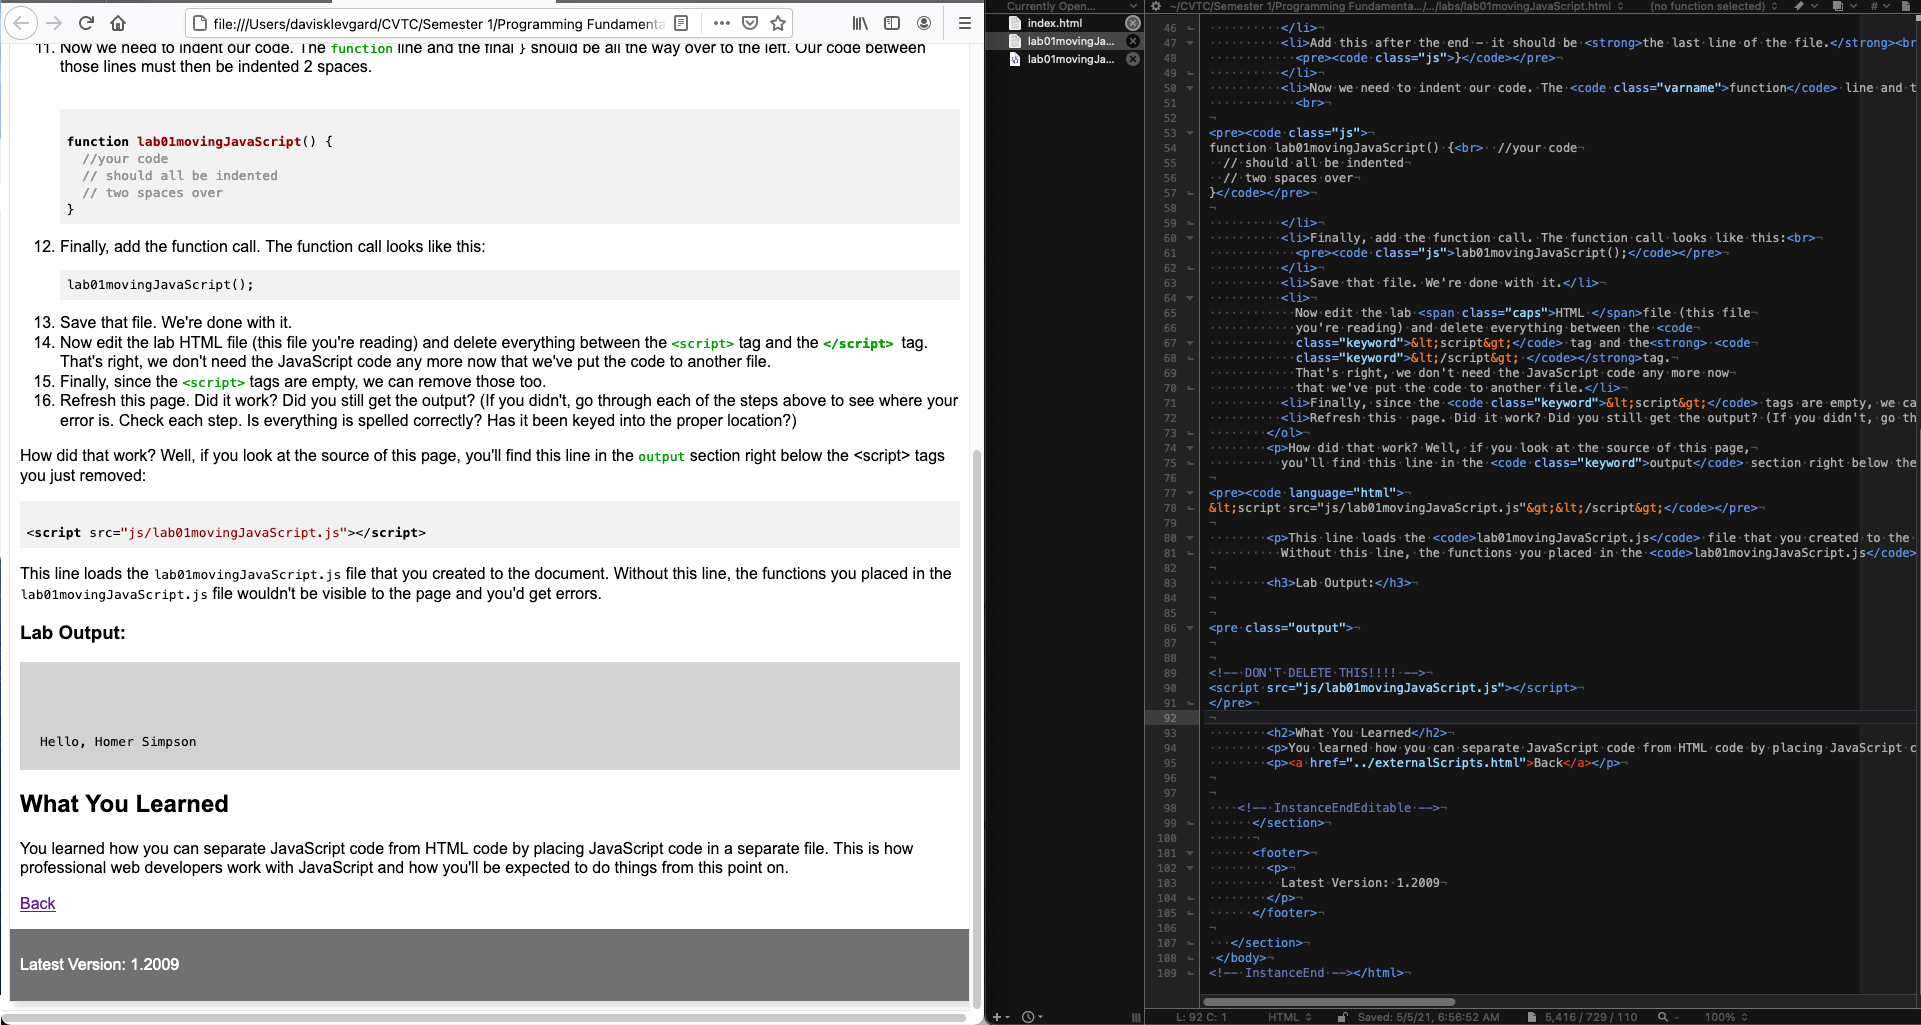 file:///Users/davisklevgard/CVTC/Semester 1/Programming Fundamenta
11. Now we need to indent our code. The function line and the final } should be all the way over to the left. Our code between
those lines must then be indented 2 spaces.
function lab01movingJavaScript() {
//your code
// should all be indented
// two spaces over
}
12. Finally, add the function call. The function call looks like this:
lab01movingJavaScript();
13. Save that file. We're done with it.
14. Now edit the lab HTML file (this file you're reading) and delete everything between the <script> tag and the </script> tag.
That's right, we don't need the JavaScript code any more now that we've put the code to another file.
15. Finally, since the <script> tags are empty, we can remove those too.
16. Refresh this page. Did it work? Did you still get the output? (If you didn't, go through each of the steps above to see where your
error is. Check each step. Is everything is spelled correctly? Has it been keyed into the proper location?)
How did that work? Well, if you look at the source of this page, you'll find this line in the output section right below the <script> tags
you just removed:
<script src="js/lab01movingJavaScript.js"></script>
This line loads the lab01movingJavaScript.js file that you created to the document. Without this line, the functions you placed in the
lab01movingJavaScript.js file wouldn't be visible to the page and you'd get errors.
Lab Output:
Hello, Homer Simpson
What You Learned
You learned how you can separate JavaScript code from HTML code by placing JavaScript code in a separate file. This is how
professional web developers work with JavaScript and how you'll be expected to do things from this point on.
Back
Latest Version: 1.2009
Currently Open...
index.html
lab01movingJa...
lab01movingJa...
~/CVTC/Semester 1/Programming Fundamenta.../.../labs/lab01movingJavaScript.html
(no function selected)
46 </li>
47 <li>Add this after the end - it should be <strong>the last line of the file.</strong><br
48 <pre><code class="js">}</code></pre>
49 </li>
50 <li>Now we need to indent our code. The <code class="varname">function</code> line and t
51 <br>
52
53 <pre><code class="js">
54 function lab01movingJavaScript() {<br> //your code
55 // should all be indented
56 // two spaces over
57 }</code></pre>
58
59 </li>
60 <li>Finally, add the function call. The function call looks like this:<br>
61 <pre><code class="js">lab01movingJavaScript();</code></pre>
62 </li>
63 <li>Save that file. We're done with it.</li>
64 <li>
65 Now edit the lab <span class="caps">HTML </span>file (this file
66 you're reading) and delete everything between the <code
67 class="keyword">&lt;script&gt;</code> tag and the<strong> <code
68 class="keyword">&lt;/script&gt; </code></strong>tag.
69 That's right, we don't need the JavaScript code any more now
70 that we've put the code to another file.</li>
71 <li>Finally, since the <code class="keyword">&lt;script&gt;</code> tags are empty, we ca
72 <li>Refresh this  page. Did it work? Did you still get the output? (If you didn't, go th
73 </ol>
74 <p>How did that work? Well, if you look at the source of this page,
75 you'll find this line in the <code class="keyword">output</code> section right below the
76
77 <pre><code language="html">
78 &lt;script src="js/lab01movingJavaScript.js"&gt;&lt;/script&gt;</code></pre>
79
80 <p>This line loads the <code>lab01movingJavaScript.js</code> file that you created to the
81 Without this line, the functions you placed in the <code>lab01movingJavaScript.js</code>
82
83 <h3>Lab Output:</h3>
84
85
86 <pre class="output">
87
88
89 <!-- DON'T DELETE THIS!!!! -->
90 <script src="js/lab01movingJavaScript.js"></script>
91 </pre>
92
93 <h2>What You Learned</h2>
94 <p>You learned how you can separate JavaScript code from HTML code by placing JavaScript c
95 <p><a href="../externalScripts.html">Back</a></p>
96
97
98 <!-- InstanceEndEditable -->
99 </section>
100
101 <footer>
102 <p>
103 Latest Version: 1.2009
104 </p>
105 </footer>
106
107 </section>
108 </body>
109 <!-- InstanceEnd --></html>
L: 92 C: 1
HTML
Saved: 5/5/21, 6:56:52 AM
5,416 / 729 / 110
100%